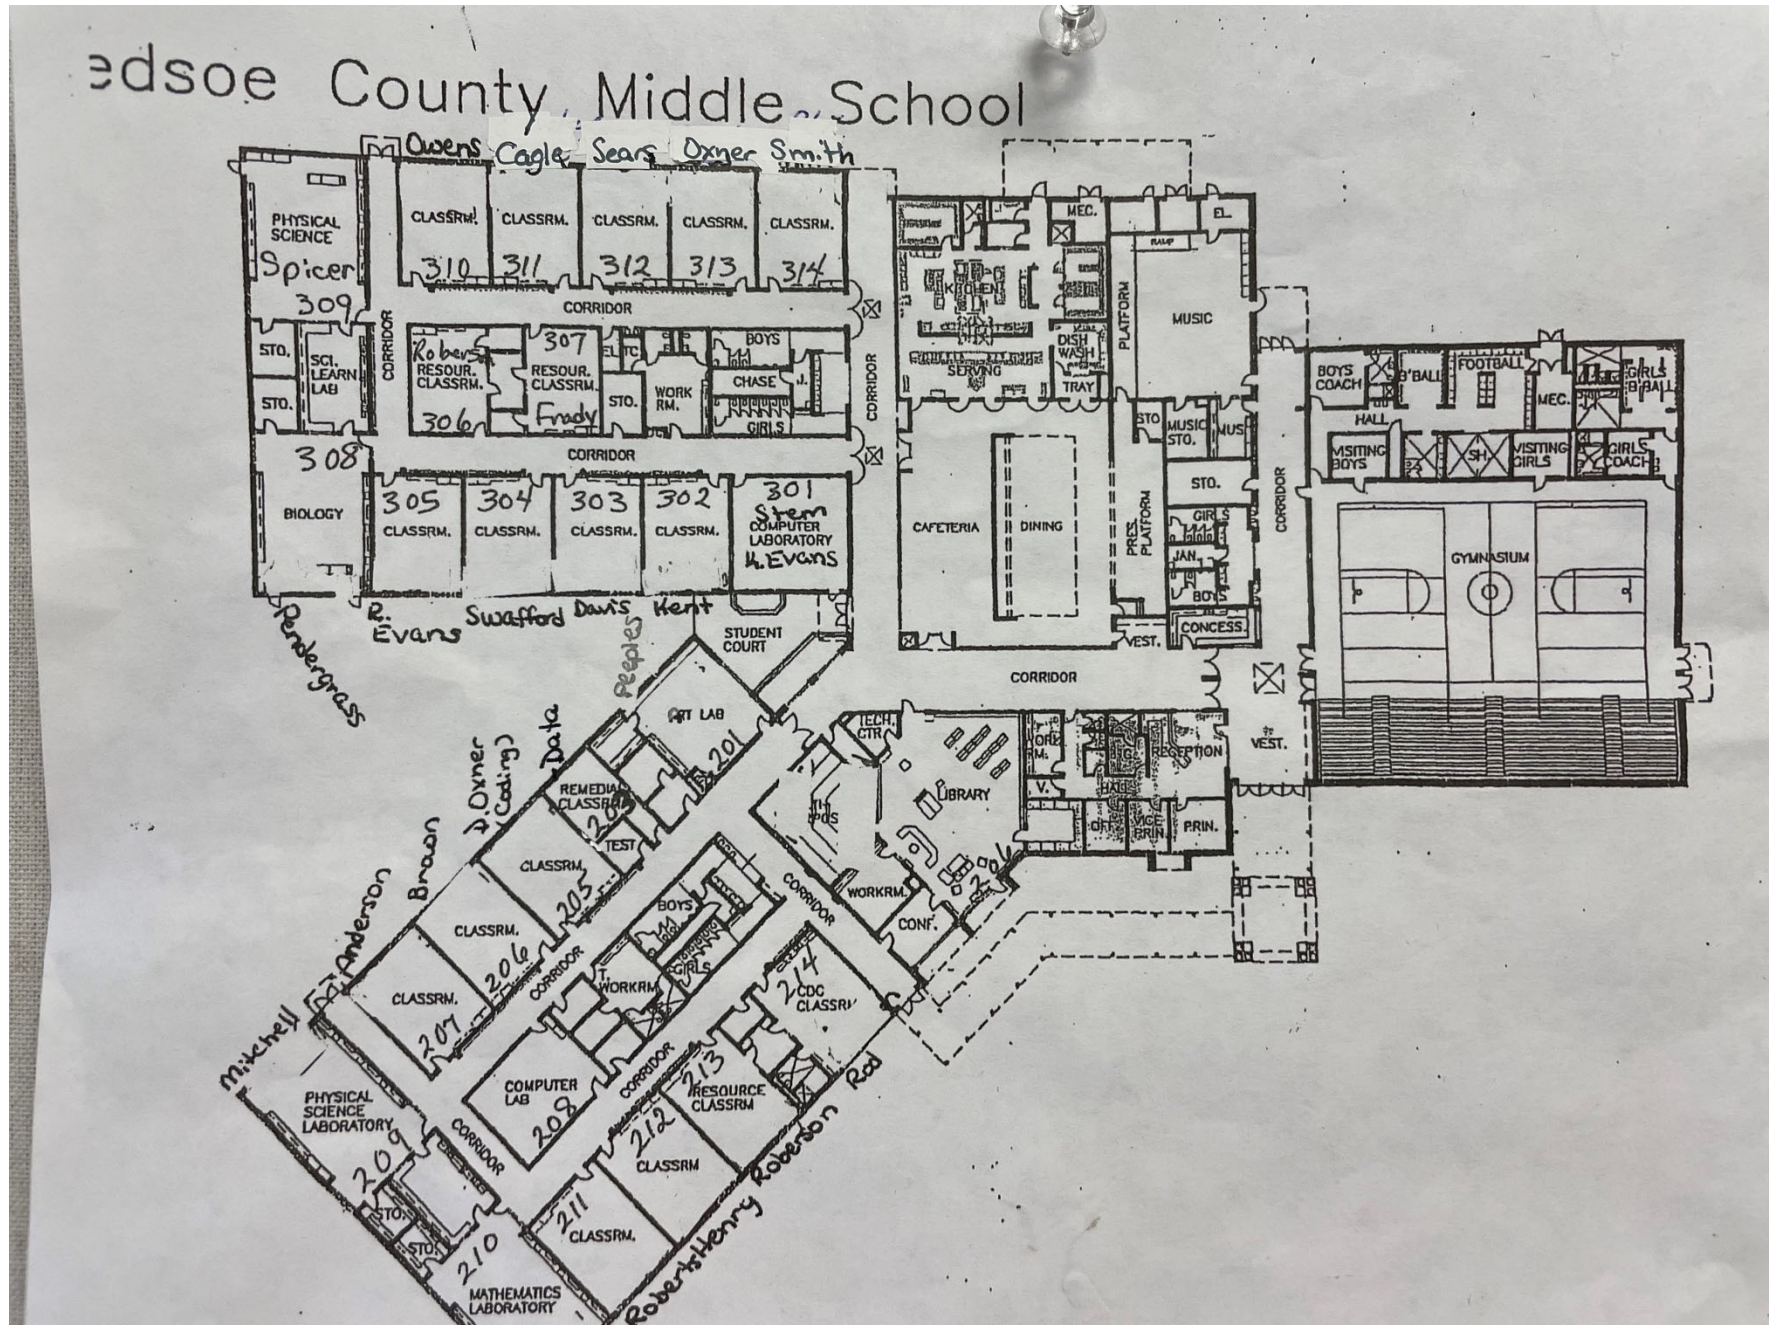 edsoe County Middle School
Owens Cagle Sears Oxner Smith
PHYSICAL
SCIENCE
Spicer
309
CLASSRM.
310
CLASSRM.
311
CLASSRM.
312
CLASSRM.
313
CLASSRM.
314
CORRIDOR
CORRIDOR
STO.
SCI.
LEARN
LAB
STO.
RESOUR.
CLASSRM.
306
307
RESOUR.
CLASSRM.
Frady
EL.
TC.
STO.
WORK
RM.
BOYS
CHASE
GIRLS
J.
CORRIDOR
CORRIDOR
308
BIOLOGY
Pendergrass
305
CLASSRM.
R.
Evans
304
CLASSRM.
Swafford
303
CLASSRM.
Davis
302
CLASSRM.
Kent
301
Stem
COMPUTER
LABORATORY
K. Evans
STUDENT
COURT
MEC.
EL.
RAMP
KITCHEN
PLATFORM
MUSIC
DISH
WASH
SERVING
TRAY
STO
MUSIC
STO.
MUS
STO.
CAFETERIA
DINING
PRES.
PLATFORM
GIRLS
JAN.
BOYS
CONCESS.
VEST.
CORRIDOR
CORRIDOR
BOYS
COACH
B'BALL
FOOTBALL
MEC.
GIRLS
B'BALL
HALL
VISITING
BOYS
SH
VISITING
GIRLS
GIRLS
COACH
GYMNASIUM
VEST.
Peeples
ART LAB
201
TECH.
CTR.
WORK
RM.
RECEPTION
V.
HALL
OFF.
VICE
PRIN.
PRIN.
LIBRARY
204
WORKRM.
CONF.
CORRIDOR
Data
REMEDIAL
CLASSRM
TEST
D. Oxner
(Coding)
CLASSRM.
205
Brown
CLASSRM.
206
Anderson
CLASSRM.
207
CORRIDOR
BOYS
GIRLS
T.
WORKRM
Mitchell
PHYSICAL
SCIENCE
LABORATORY
209
COMPUTER
LAB
208
CORRIDOR
CORRIDOR
214
CDC
CLASSRM
Rod
213
RESOURCE
CLASSRM
Roberson
212
CLASSRM
Henry
211
CLASSRM.
Roberts
STO.
STO.
210
MATHEMATICS
LABORATORY